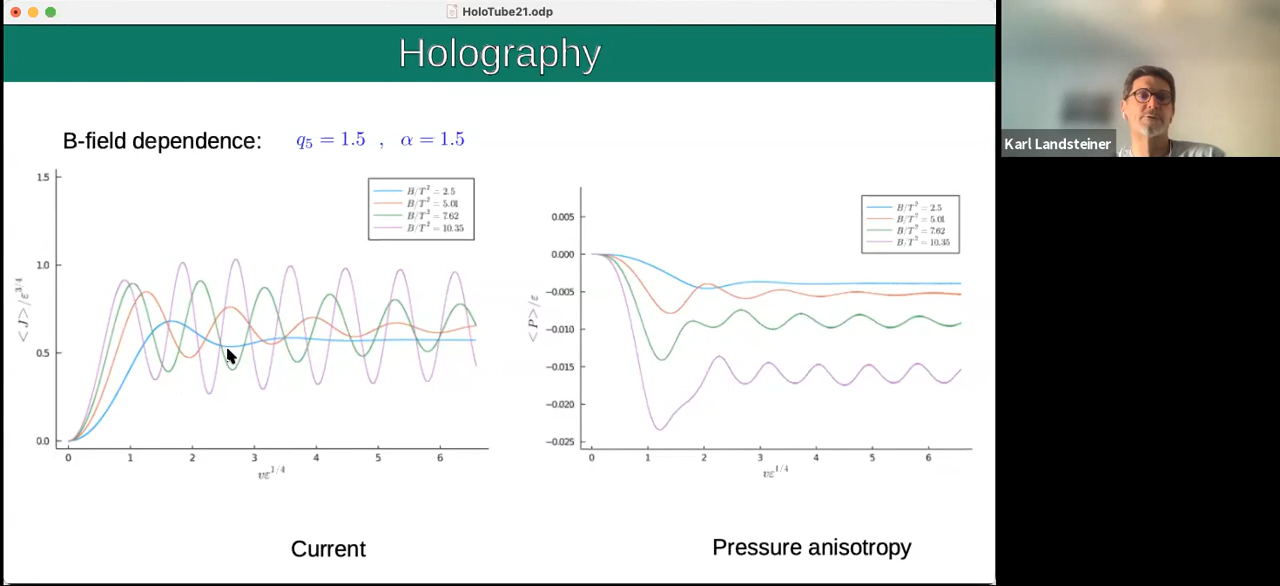 HoloTube21.odp
Holography
Karl Landsteiner
B-field dependence: q₅ = 1.5 , α = 1.5
1.5
1.0
0.5
0.0
0 1 2 3 4 5 6
<J>/ε^{3/4}
vε^{1/4}
B/T² = 2.5
B/T² = 5.01
B/T² = 7.62
B/T² = 10.35
Current
0.005
0.000
−0.005
−0.010
−0.015
−0.020
−0.025
0 1 2 3 4 5 6
<P>/ε
vε^{1/4}
B/T² = 2.5
B/T² = 5.01
B/T² = 7.62
B/T² = 10.35
Pressure anisotropy